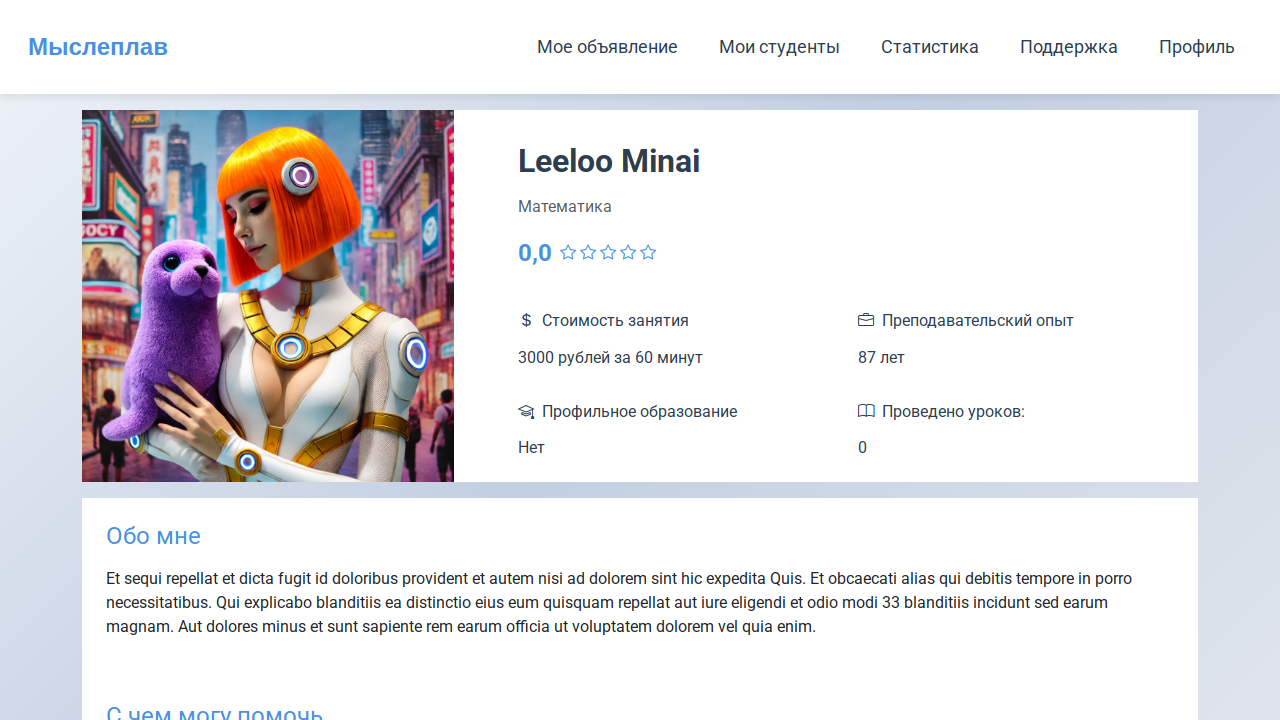 Мыслеплав
Мое объявление
Мои студенты
Статистика
Поддержка
Профиль
Leeloo Minai
Математика
0,0
Стоимость занятия
3000 рублей за 60 минут
Преподавательский опыт
87 лет
Профильное образование
Нет
Проведено уроков:
0
Обо мне
Et sequi repellat et dicta fugit id doloribus provident et autem nisi ad dolorem sint hic expedita Quis. Et obcaecati alias qui debitis tempore in porro
necessitatibus. Qui explicabo blanditiis ea distinctio eius eum quisquam repellat aut iure eligendi et odio modi 33 blanditiis incidunt sed earum
magnam. Aut dolores minus et sunt sapiente rem earum officia ut voluptatem dolorem vel quia enim.
С чем могу помочь